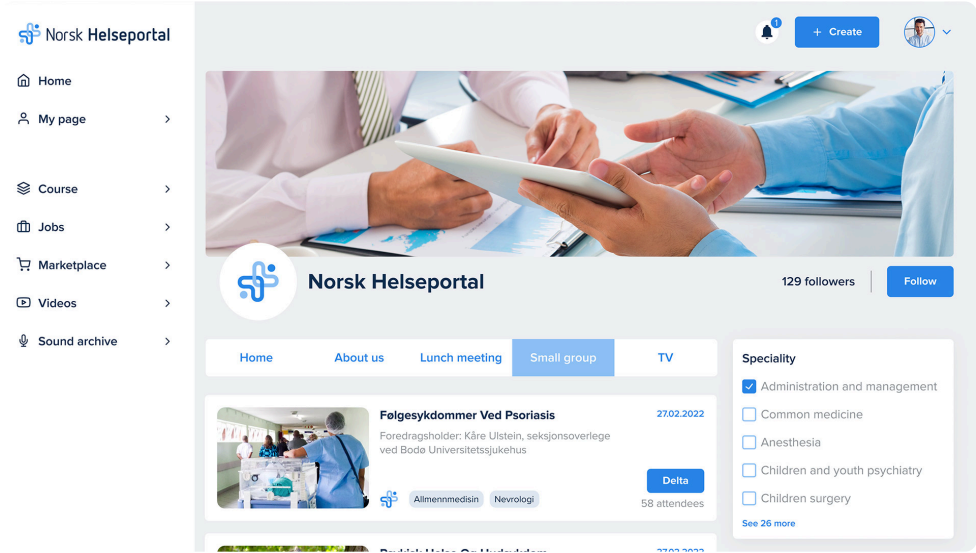 Norsk Helseportal
1
+ Create
Home
My page
Course
Jobs
Marketplace
Videos
Sound archive
Norsk Helseportal
129 followers
Follow
Home
About us
Lunch meeting
Small group
TV
Følgesykdommer Ved Psoriasis
27.02.2022
Foredragsholder: Kåre Ulstein, seksjonsoverlege
ved Bodø Universitetssjukehus
Delta
Allmennmedisin
Nevrologi
58 attendees
Speciality
Administration and management
Common medicine
Anesthesia
Children and youth psychiatry
Children surgery
See 26 more
27.02.2022